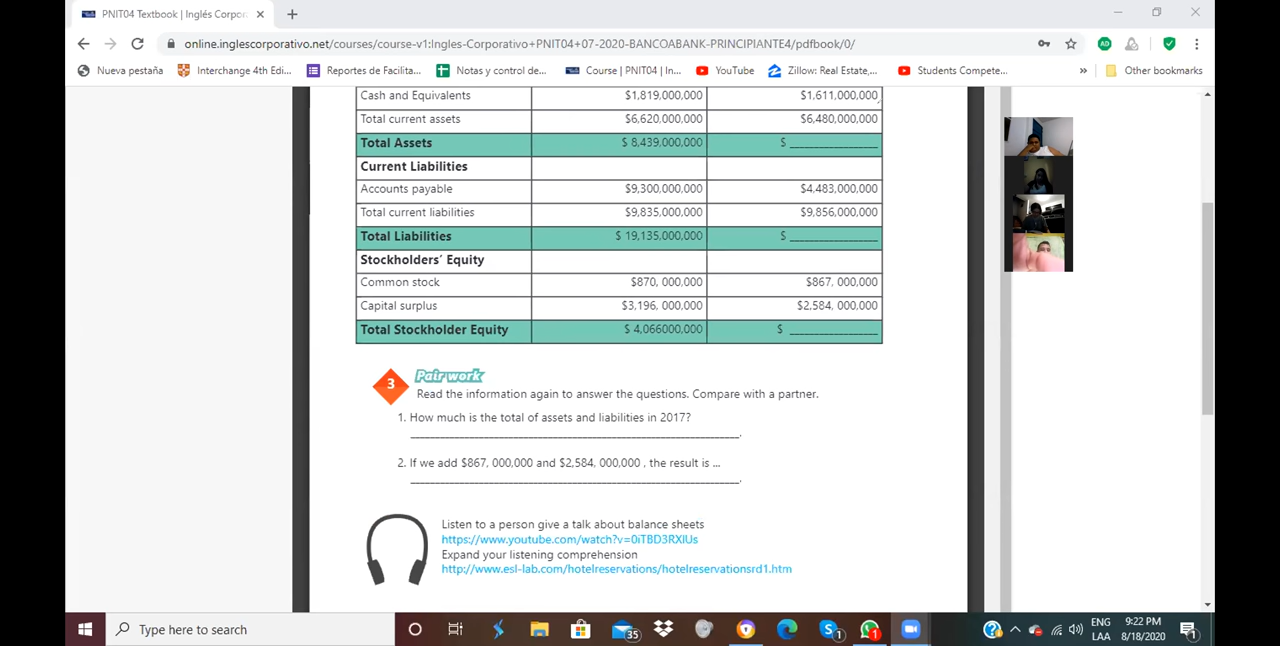 PNIT04 Textbook | Inglés Corpor
online.inglescorporativo.net/courses/course-v1:Ingles-Corporativo+PNIT04+07-2020-BANCOABANK-PRINCIPIANTE4/pdfbook/0/
Nueva pestaña Interchange 4th Edi... Reportes de Facilita... Notas y control de... Course | PNIT04 | In... YouTube Zillow: Real Estate,... Students Compete... » Other bookmarks
Cash and Equivalents $1,819,000,000 $1,611,000,000
Total current assets $6,620,000,000 $6,480,000,000
Total Assets $ 8,439,000,000 $ ________________
Current Liabilities
Accounts payable $9,300,000,000 $4,483,000,000
Total current liabilities $9,835,000,000 $9,856,000,000
Total Liabilities $ 19,135,000,000 $ ________________
Stockholders´ Equity
Common stock $870, 000,000 $867, 000,000
Capital surplus $3,196, 000,000 $2,584, 000,000
Total Stockholder Equity $ 4,066000,000 $ ________________
3 Pair work
Read the information again to answer the questions. Compare with a partner.
1. How much is the total of assets and liabilities in 2017?
________________________________________.
2. If we add $867, 000,000 and $2,584, 000,000 , the result is ...
________________________________________.
Listen to a person give a talk about balance sheets
https://www.youtube.com/watch?v=0iTBD3RXIUs
Expand your listening comprehension
http://www.esl-lab.com/hotelreservations/hotelreservationsrd1.htm
Type here to search 35 1 1 ENG 9:22 PM
LAA 8/18/2020 1